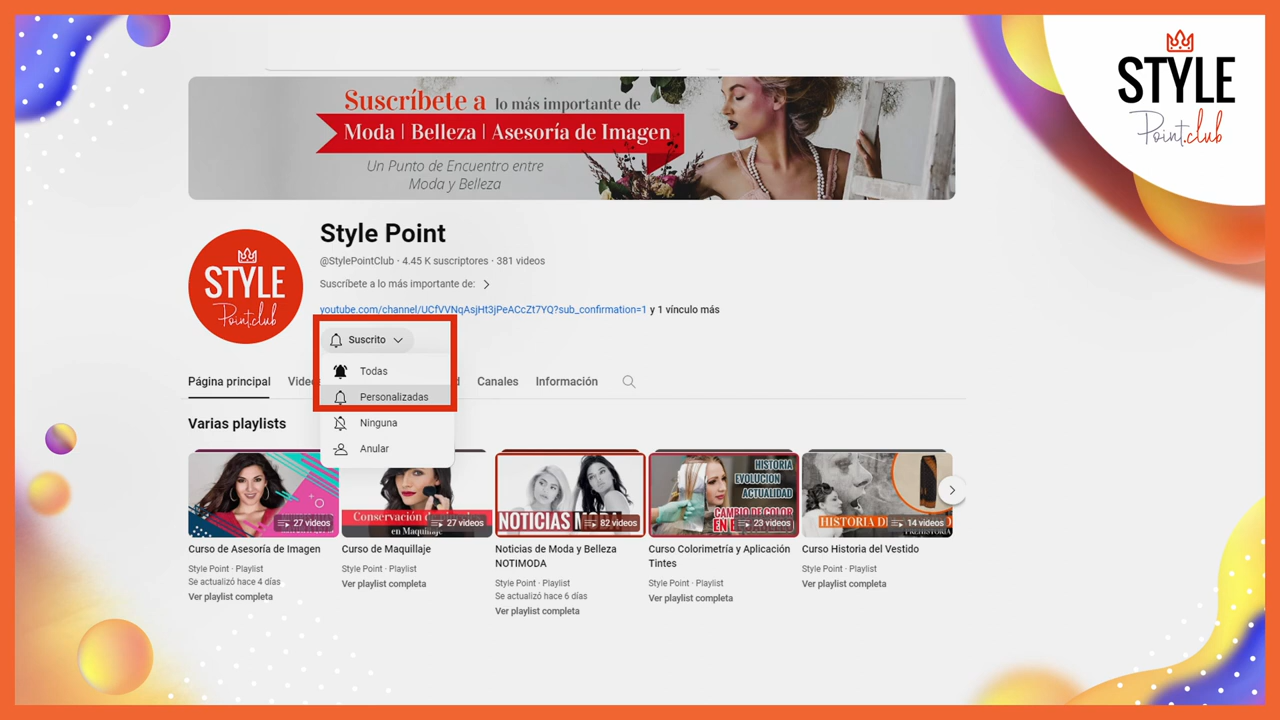 STYLE
Point.club
Suscríbete a lo más importante de
Moda | Belleza | Asesoría de Imagen
Un Punto de Encuentro entre
Moda y Belleza
STYLE
Point.club
Style Point
@StylePointClub · 4.45 K suscriptores · 381 videos
Suscríbete a lo más importante de:
youtube.com/channel/UCfVVNqAsjHt3jPeACcZt7YQ?sub_confirmation=1 y 1 vínculo más
Suscrito
Todas
Personalizadas
Ninguna
Anular
Página principal
Canales
Información
Varias playlists
27 videos
Conservación
en Maquillaje
27 videos
NOTICIAS
82 videos
HISTORIA
EVOLUCION
ACTUALIDAD
CAMBIO DE COLOR
23 videos
HISTORIA
PREHISTORIA
14 videos
Curso de Asesoría de Imagen
Style Point · Playlist
Se actualizó hace 4 días
Ver playlist completa
Curso de Maquillaje
Style Point · Playlist
Ver playlist completa
Noticias de Moda y Belleza
NOTIMODA
Style Point · Playlist
Se actualizó hace 6 días
Ver playlist completa
Curso Colorimetría y Aplicación
Tintes
Style Point · Playlist
Ver playlist completa
Curso Historia del Vestido
Style Point · Playlist
Ver playlist completa